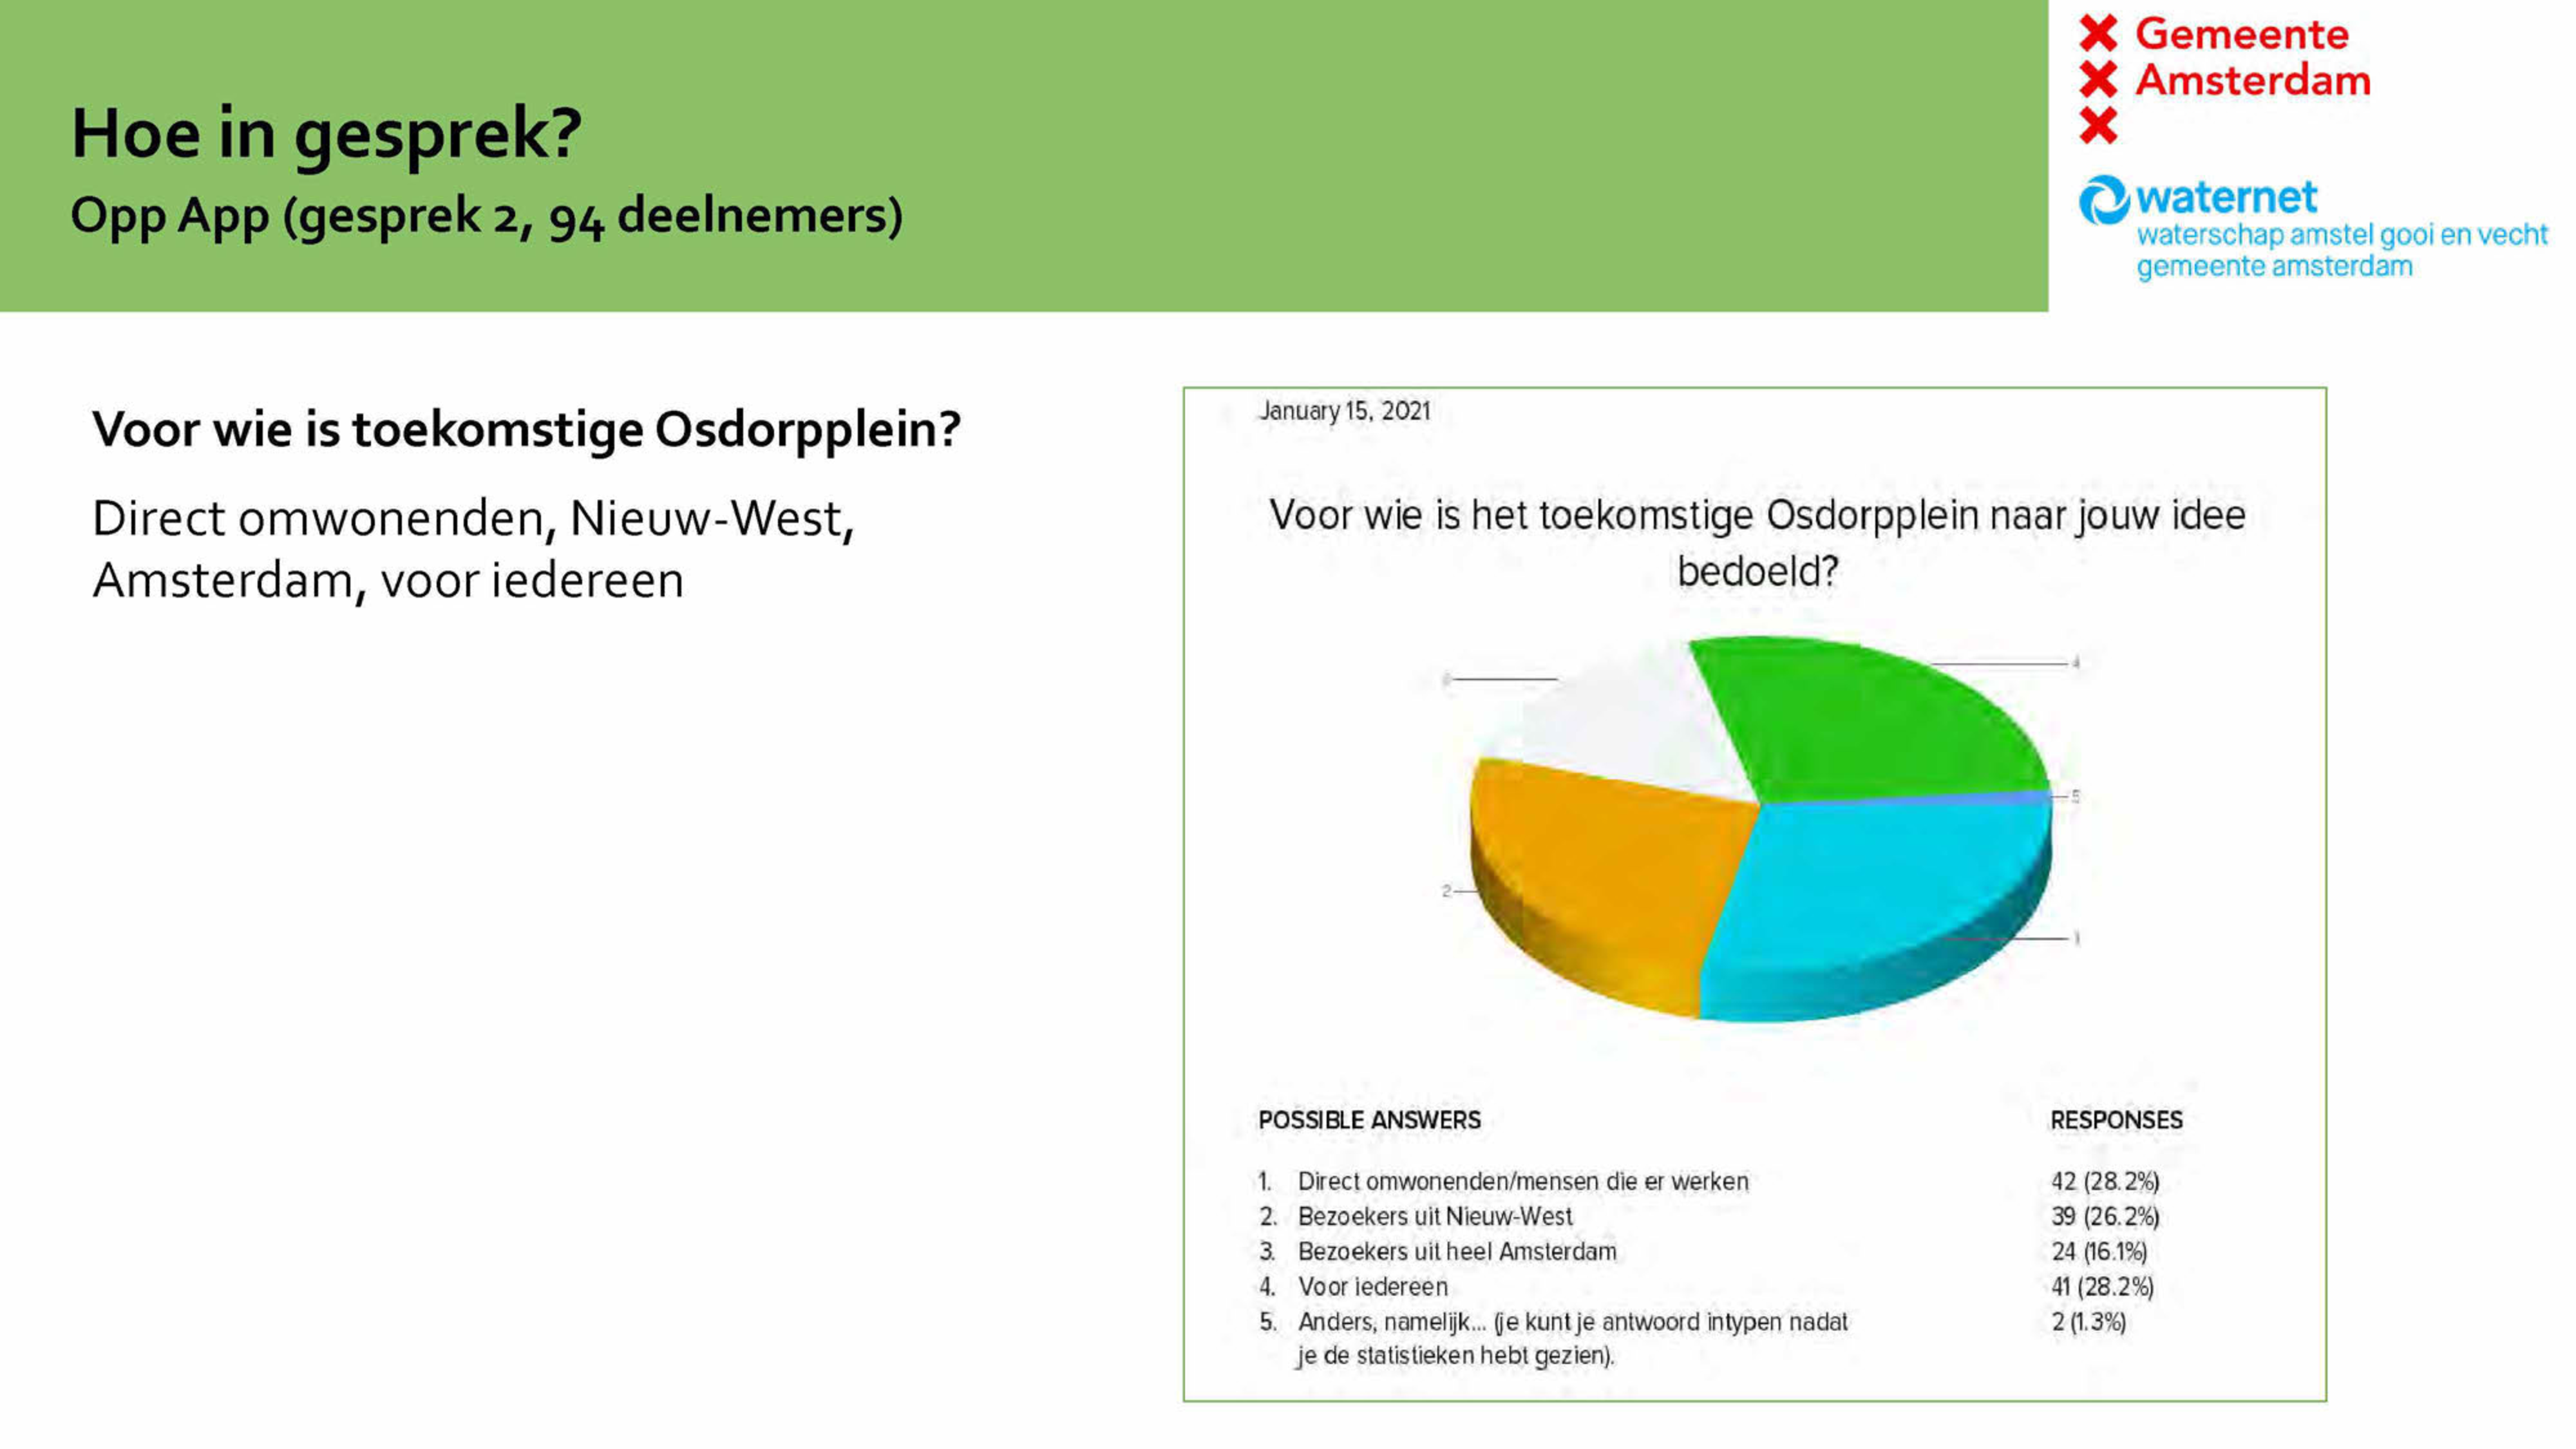 Hoe in gesprek?
Opp App (gesprek 2, 94 deelnemers)
Gemeente
Amsterdam
waternet
waterschap amstel gooi en vecht
gemeente amsterdam
Voor wie is toekomstige Osdorpplein?
Direct omwonenden, Nieuw-West,
Amsterdam, voor iedereen
January 15, 2021
Voor wie is het toekomstige Osdorpplein naar jouw idee
bedoeld?
4
5
2
1
POSSIBLE ANSWERS RESPONSES
1. Direct omwonenden/mensen die er werken 42 (28.2%)
2. Bezoekers uit Nieuw-West 39 (26.2%)
3. Bezoekers uit heel Amsterdam 24 (16.1%)
4. Voor iedereen 41 (28.2%)
5. Anders, namelijk... (je kunt je antwoord intypen nadat 2 (1.3%)
je de statistieken hebt gezien).